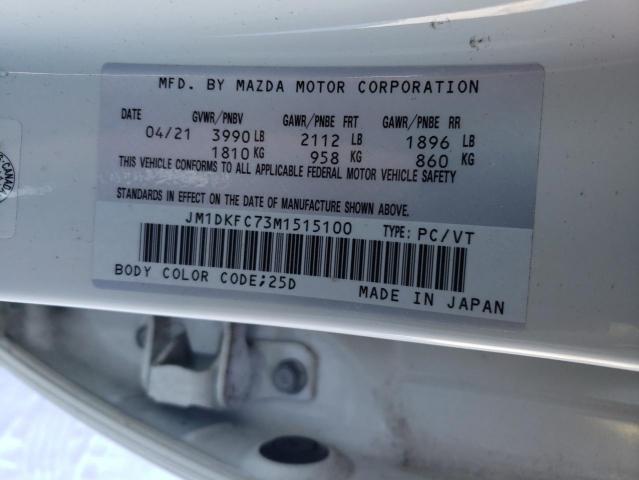 MFD. BY MAZDA MOTOR CORPORATION
DATE GVWR/PNBV GAWR/PNBE FRT GAWR/PNBE RR
04/21 3990 LB 2112 LB 1896 LB
1810 KG 958 KG 860 KG
THIS VEHICLE CONFORMS TO ALL APPLICABLE FEDERAL MOTOR VEHICLE SAFETY
STANDARDS IN EFFECT ON THE DATE OF MANUFACTURE SHOWN ABOVE.
JM1DKFC73M1515100 TYPE: PC/VT
BODY COLOR CODE;25D
MADE IN JAPAN
CANADA